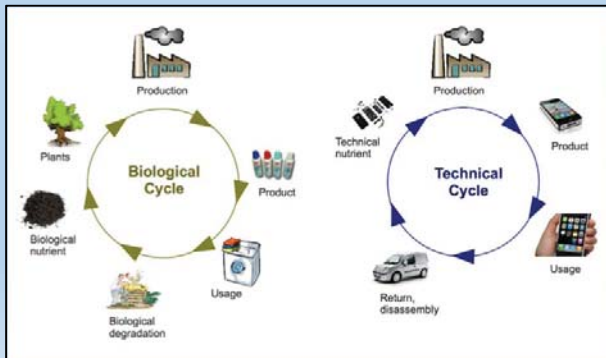 Production
Plants
Biological
Cycle
Product
Biological
nutrient
Usage
Biological
degradation
Production
Technical
nutrient
Product
Technical
Cycle
Usage
Return,
disassembly